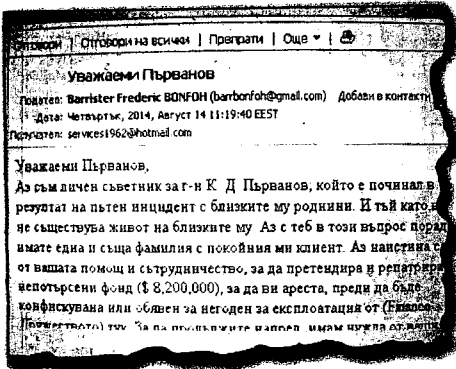 Отговори | Отговори на всички | Препрати | Още
Уважаеми Първанов
Подател: Barrister Frederic BONFOH (barrbonfoh@gmail.com) Добави в контакти
Дата: Четвъртък, 2014, Август 14 11:19:40 EEST
Получател: services1962@hotmail.com
Уважаеми Първанов,
Аз съм личен съветник за г-н К. Д. Първанов, който е починал в
резултат на пътен инцидент с близките му роднини. И тъй като
не съществува живот на близките му Аз с теб в този въпрос
имате една и съща фамилия с покойния ми клиент. Аз наистина
от вашата помощ и сътрудничество, за да претендира и
непотърсени фонд ($ 8,200,000), за да ви ареста, преди да бъде
конфискувана или обявен за негоден за експлоатация от (Finance
Дружеството) тук. За да продължите напред, имам нужда от